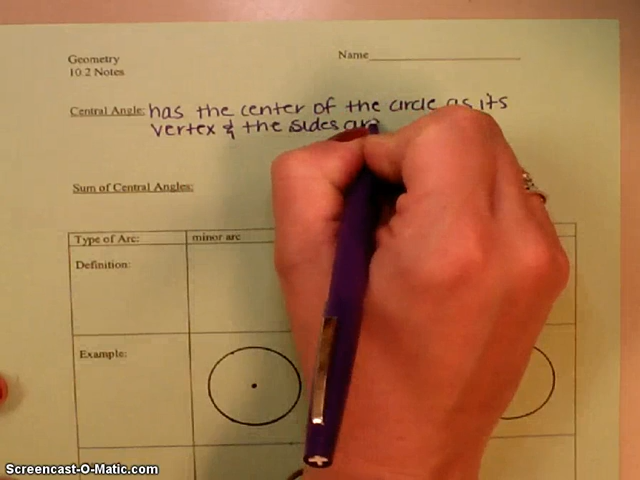 Geometry
10.2 Notes
Name
Central Angle: has the center of the circle as its
vertex & the sides are
Sum of Central Angles:
Type of Arc: minor arc
Definition:
Example:
Screencast-O-Matic.com